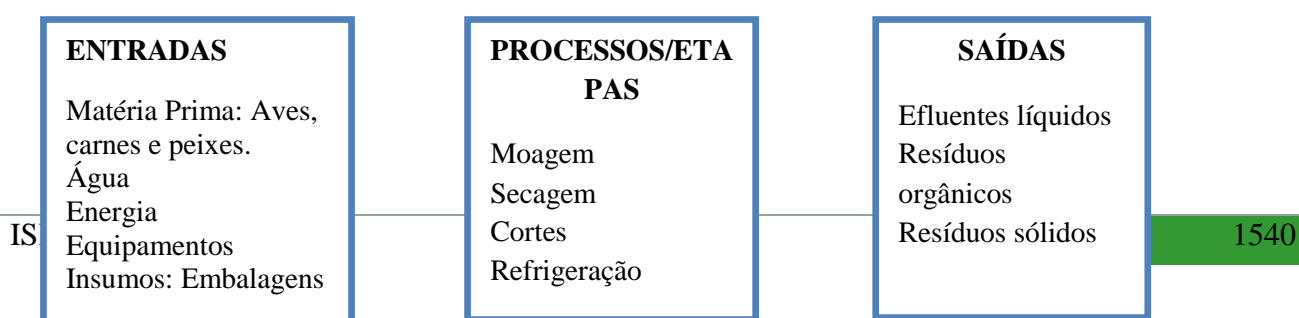 ENTRADAS
Matéria Prima: Aves,
carnes e peixes.
Água
Energia
Equipamentos
Insumos: Embalagens
PROCESSOS/ETA
PAS
Moagem
Secagem
Cortes
Refrigeração
SAÍDAS
Efluentes líquidos
Resíduos
orgânicos
Resíduos sólidos
1540